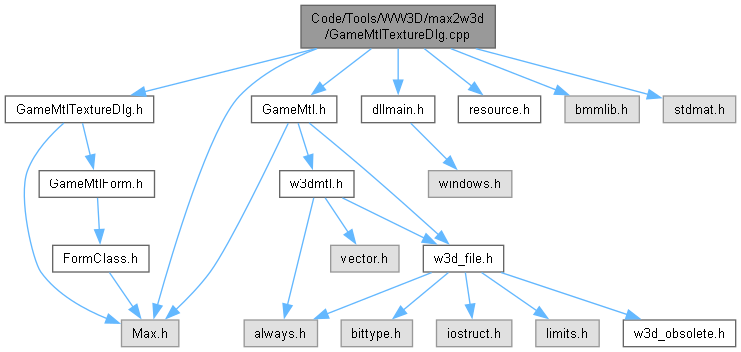 Code/Tools/WW3D/max2w3d
/GameMtlTextureDlg.cpp
GameMtlTextureDlg.h
GameMtl.h
dllmain.h
resource.h
bmmlib.h
stdmat.h
GameMtlForm.h
w3dmtl.h
windows.h
FormClass.h
vector.h
w3d_file.h
Max.h
always.h
bittype.h
iostruct.h
limits.h
w3d_obsolete.h